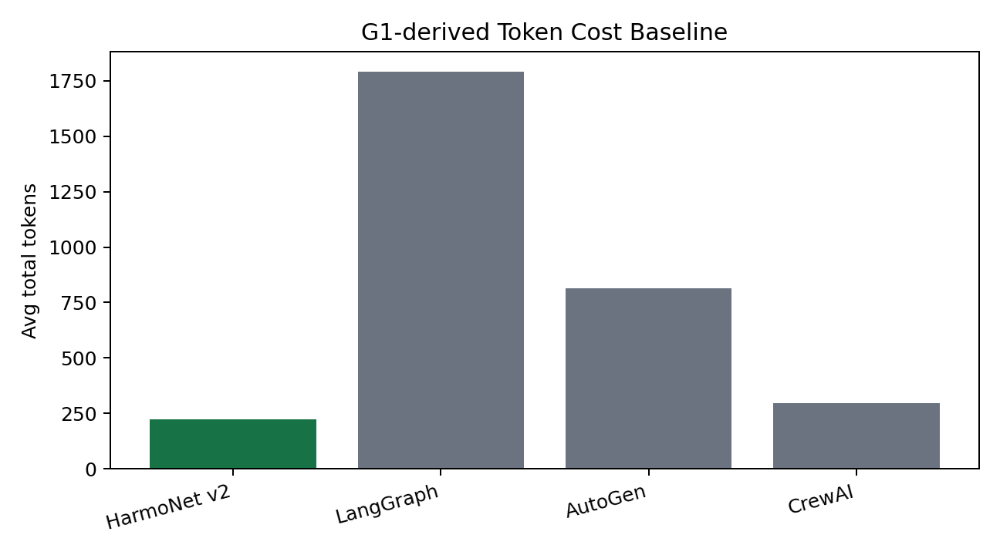 G1-derived Token Cost Baseline
Avg total tokens
1750
1500
1250
1000
750
500
250
0
HarmoNet v2
LangGraph
AutoGen
CrewAI